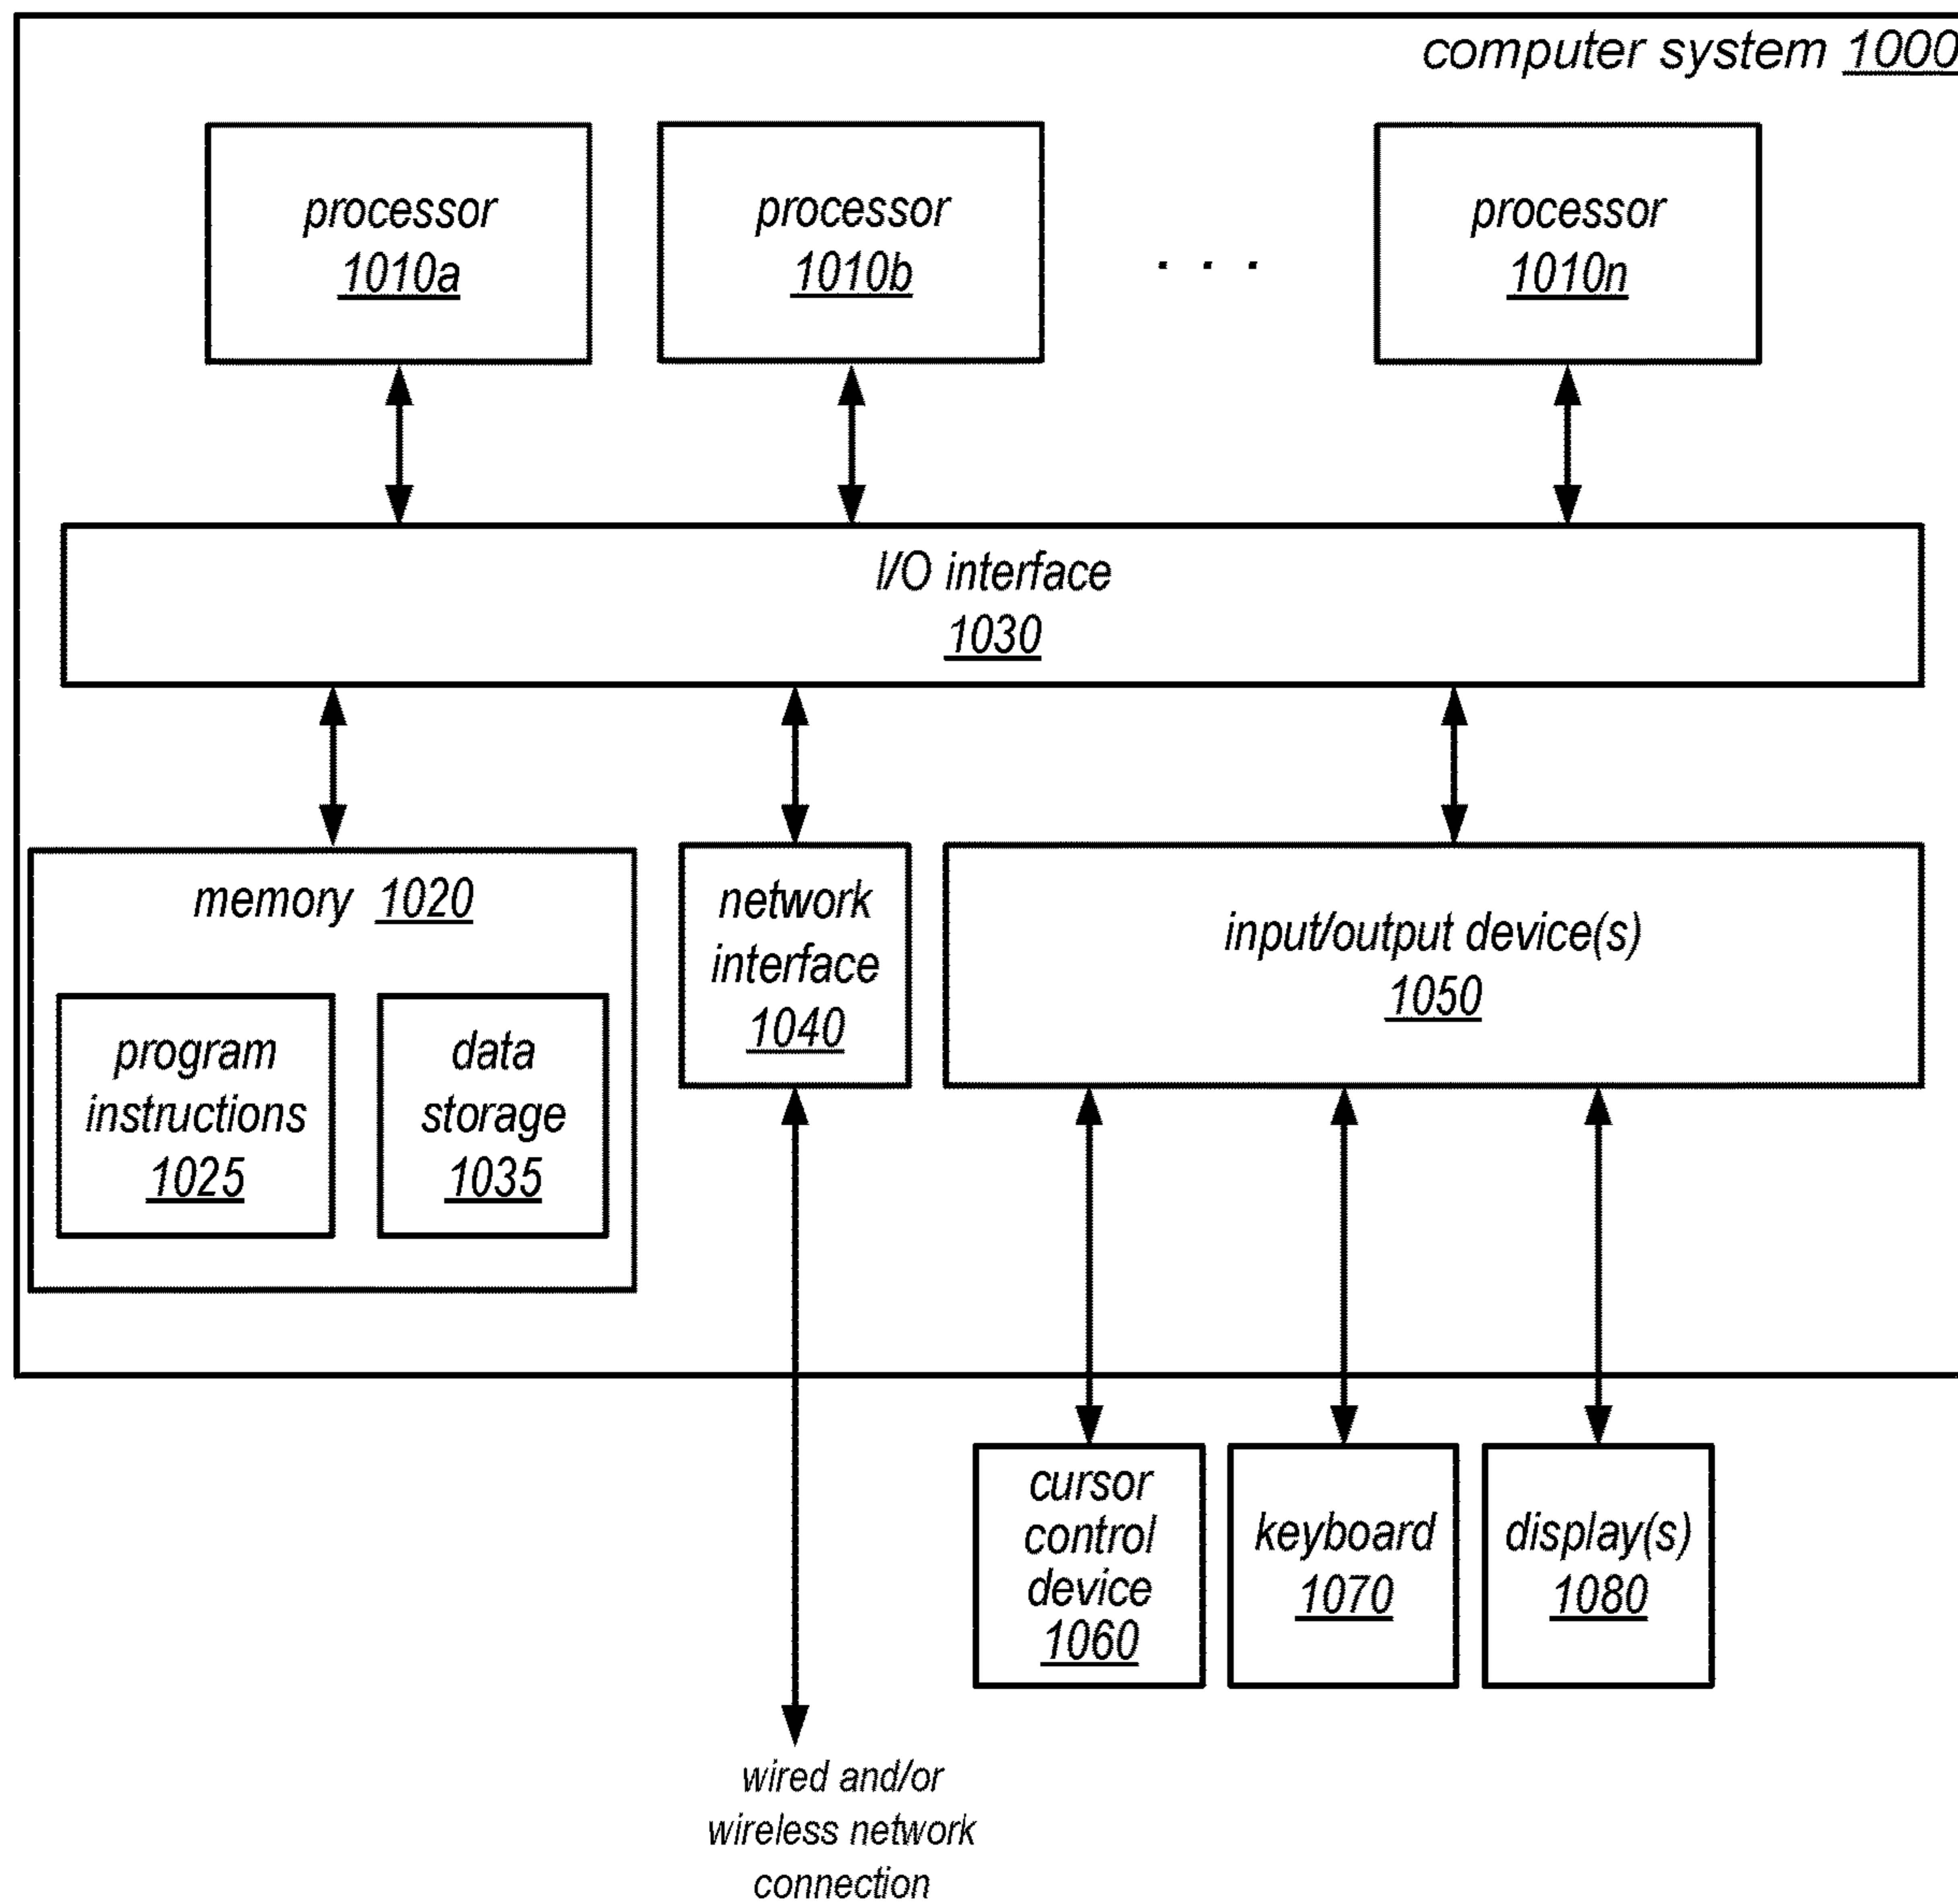 computer system 1000
processor
1010a
processor
1010b
. . .
processor
1010n
I/O interface
1030
memory 1020
program
instructions
1025
data
storage
1035
network
interface
1040
input/output device(s)
1050
cursor
control
device
1060
keyboard
1070
display(s)
1080
wired and/or
wireless network
connection